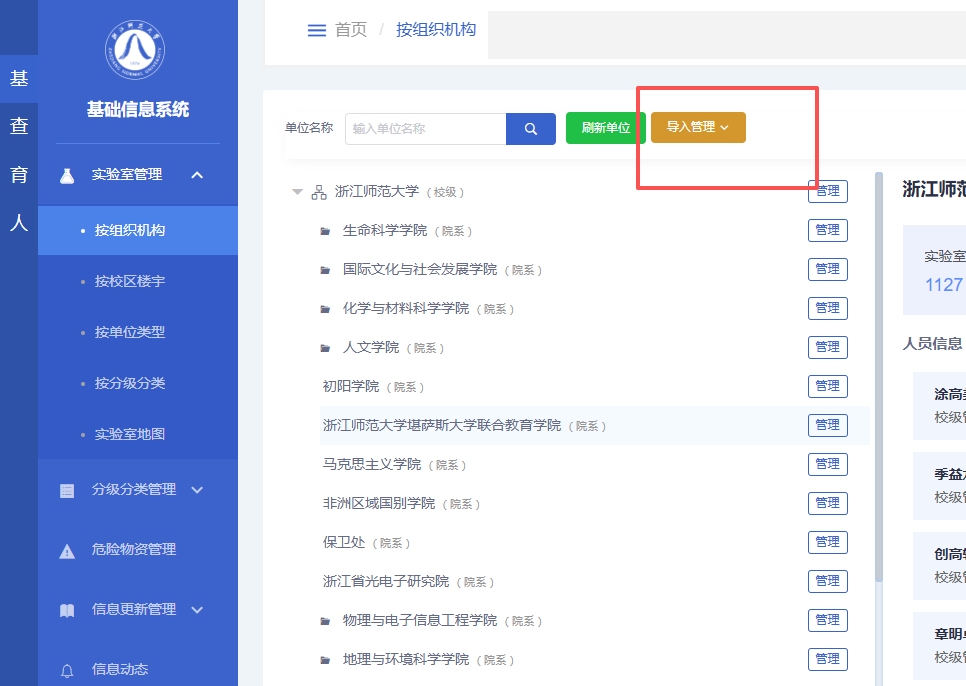 基
查
育
人
基础信息系统
实验室管理
按组织机构
按校区楼宇
按单位类型
按分级分类
实验室地图
分级分类管理
危险物资管理
信息更新管理
信息动态
首页 / 按组织机构
单位名称 输入单位名称 刷新单位 导入管理
浙江师范大学 ( 校级 ) 管理
生命科学学院 ( 院系 ) 管理
国际文化与社会发展学院 ( 院系 ) 管理
化学与材料科学学院 ( 院系 ) 管理
人文学院 ( 院系 ) 管理
初阳学院 ( 院系 ) 管理
浙江师范大学堪萨斯大学联合教育学院 ( 院系 ) 管理
马克思主义学院 ( 院系 ) 管理
非洲区域国别学院 ( 院系 ) 管理
保卫处 ( 院系 ) 管理
浙江省光电子研究院 ( 院系 ) 管理
物理与电子信息工程学院 ( 院系 ) 管理
地理与环境科学学院 ( 院系 ) 管理
浙江师范
实验室
1127
人员信息
涂高
校级管
季益
校级管
创高
校级管
章明
校级管